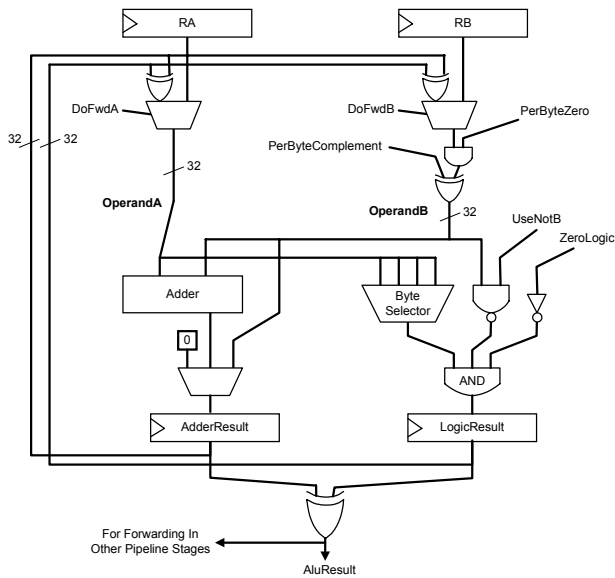 RA
RB
DoFwdA
DoFwdB
PerByteZero
32
32
PerByteComplement
32
OperandA
OperandB
32
UseNotB
ZeroLogic
Adder
Byte
Selector
0
AND
AdderResult
LogicResult
For Forwarding In
Other Pipeline Stages
AluResult